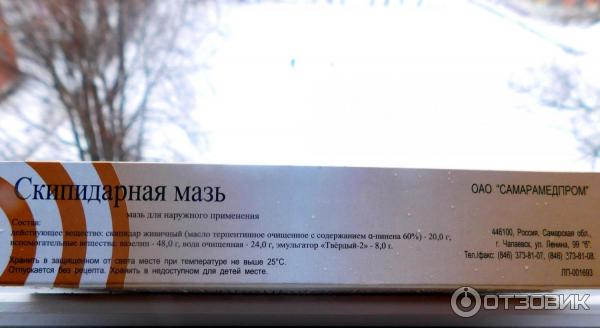 Скипидарная мазь
мазь для наружного применения
Состав:
действующее вещество: скипидар живичный (масло терпентинное очищенное с содержанием α-пинена 60%) - 20,0 г;
вспомогательные вещества: вазелин - 48,0 г, вода очищенная - 24,0 г, эмульгатор «Твёрдый-2» - 8,0 г.
Хранить в защищенном от света месте при температуре не выше 25°С.
Отпускается без рецепта. Хранить в недоступном для детей месте.
ОАО "САМАРАМЕДПРОМ"
446100, Россия, Самарская обл.,
г. Чапаевск, ул. Ленина, 99 "б".
Тел./факс: (846) 373-81-07, (846) 373-81-08.
ЛП-001693
ОТЗОВИК